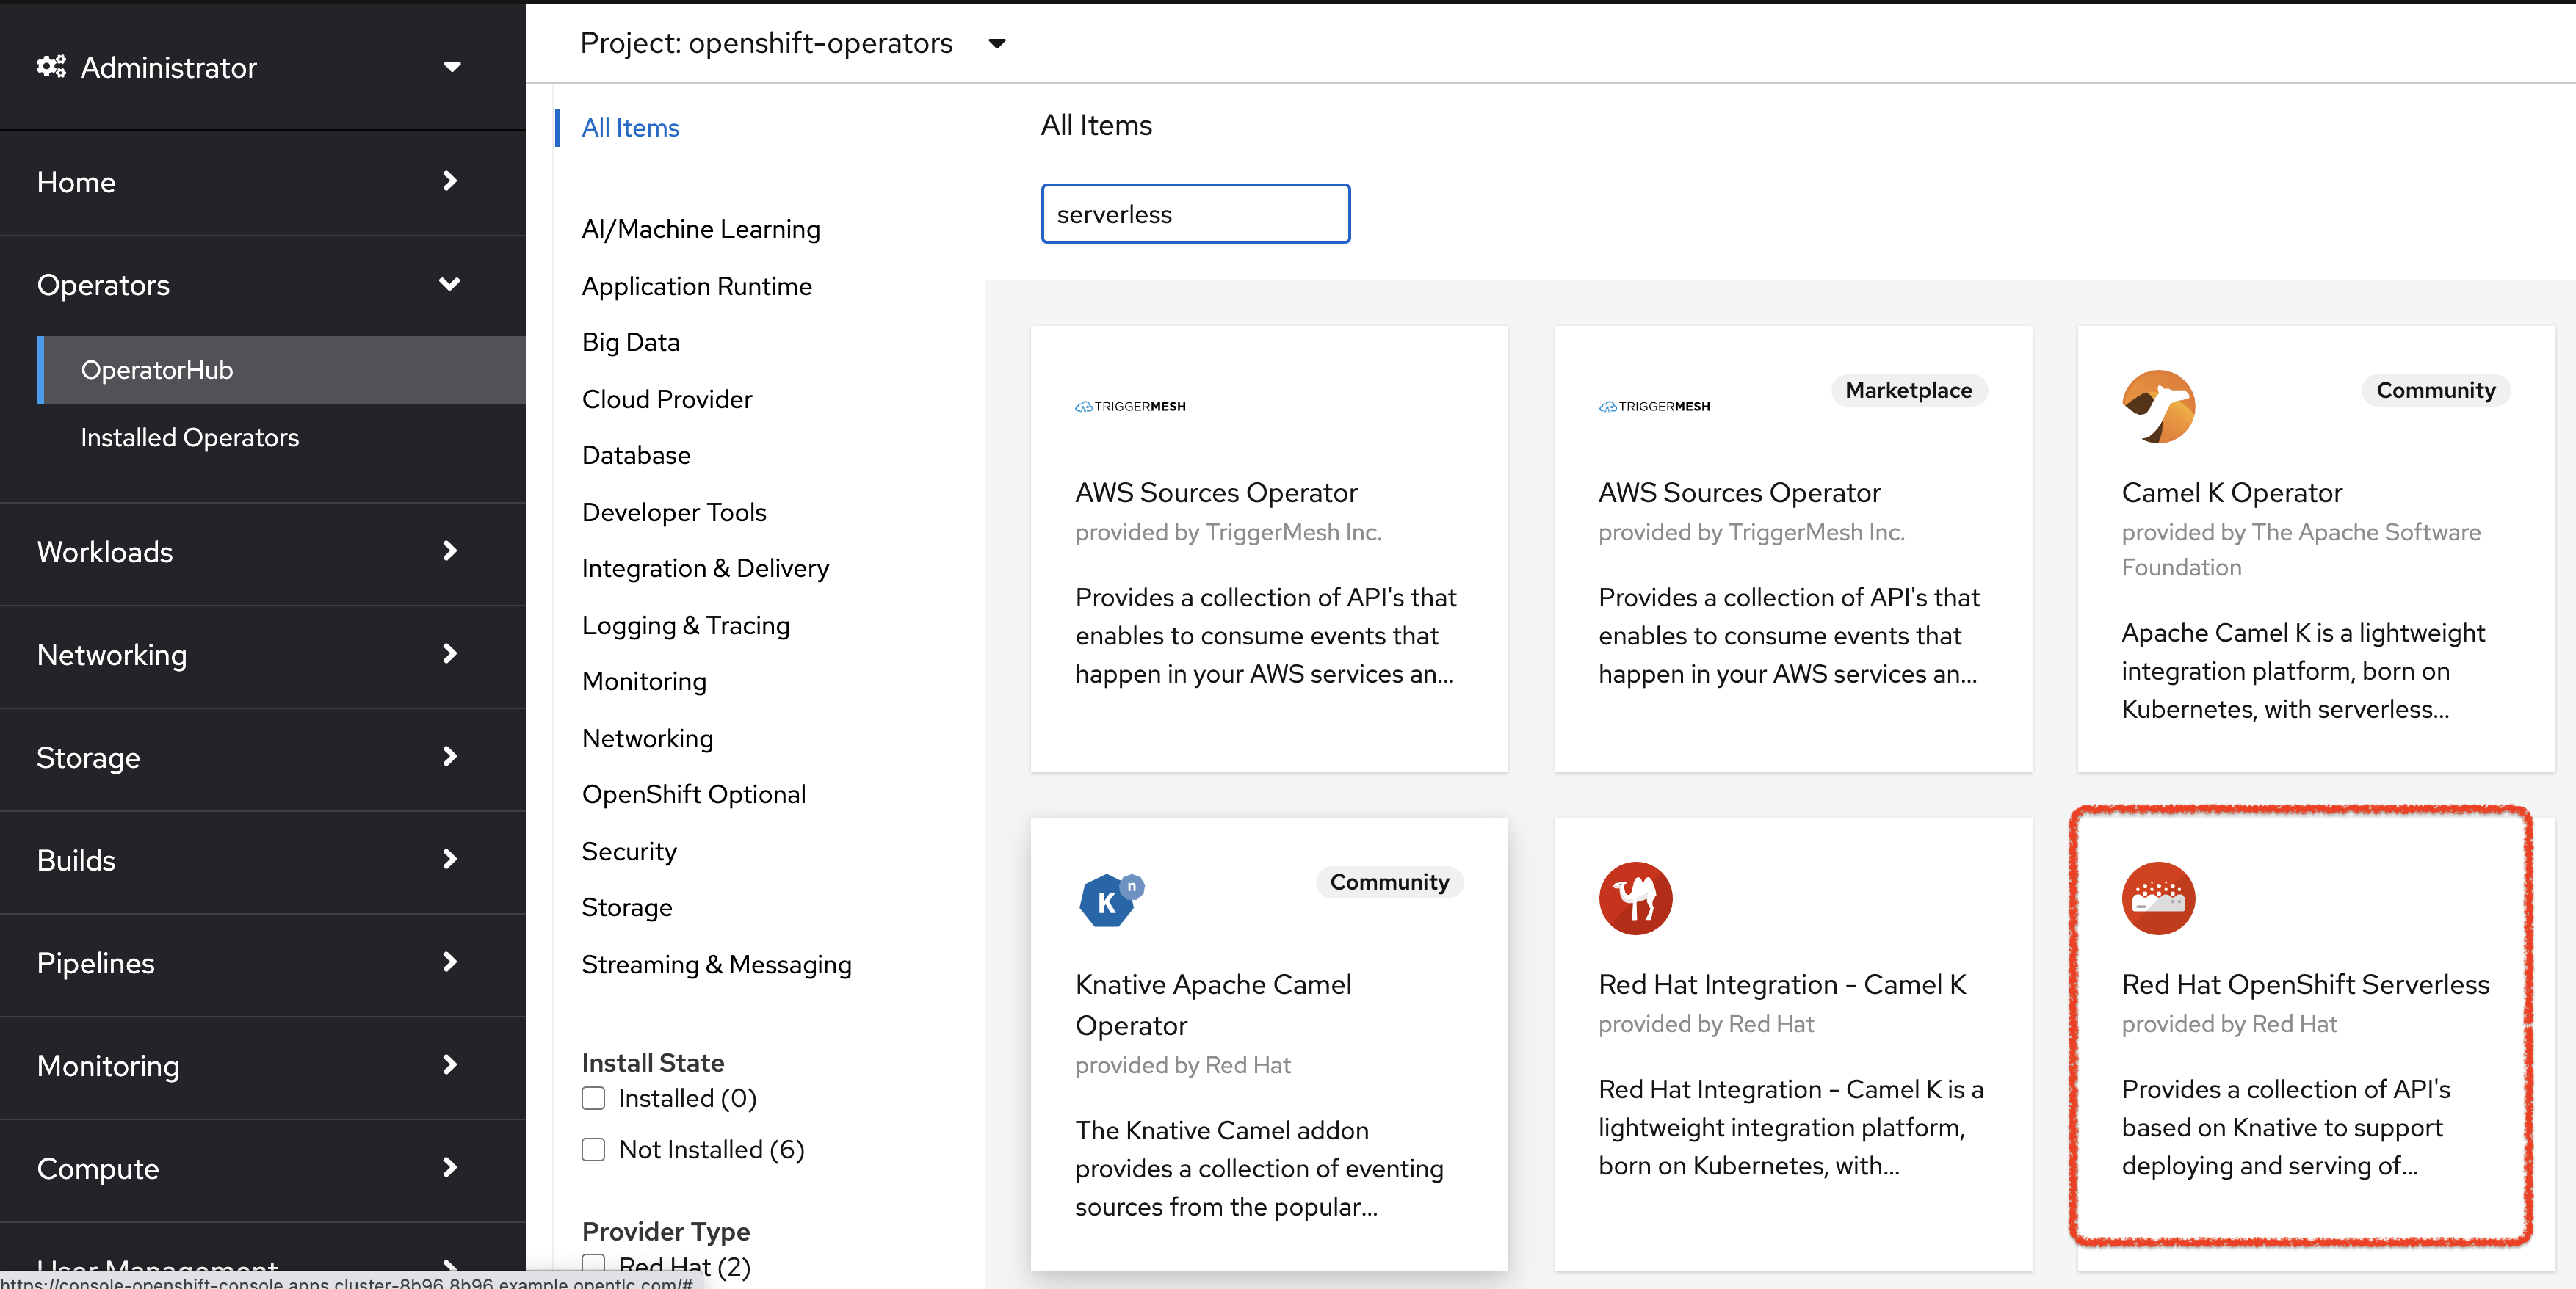 Administrator
Home
Operators
OperatorHub
Installed Operators
Workloads
Networking
Storage
Builds
Pipelines
Monitoring
Compute
User Management
https://console-openshift-console.apps.cluster-8b96.8b96.example.opentlc.com/#
Project: openshift-operators
All Items
AI/Machine Learning
Application Runtime
Big Data
Cloud Provider
Database
Developer Tools
Integration & Delivery
Logging & Tracing
Monitoring
Networking
OpenShift Optional
Security
Storage
Streaming & Messaging
Install State
Installed (0)
Not Installed (6)
Provider Type
Red Hat (2)
All Items
serverless
TRIGGERMESH
AWS Sources Operator
provided by TriggerMesh Inc.
Provides a collection of API's that
enables to consume events that
happen in your AWS services an...
TRIGGERMESH
Marketplace
AWS Sources Operator
provided by TriggerMesh Inc.
Provides a collection of API's that
enables to consume events that
happen in your AWS services an...
Community
Camel K Operator
provided by The Apache Software
Foundation
Apache Camel K is a lightweight
integration platform, born on
Kubernetes, with serverless...
K n
Community
Knative Apache Camel
Operator
provided by Red Hat
The Knative Camel addon
provides a collection of eventing
sources from the popular...
Red Hat Integration - Camel K
provided by Red Hat
Red Hat Integration - Camel K is a
lightweight integration platform,
born on Kubernetes, with...
Red Hat OpenShift Serverless
provided by Red Hat
Provides a collection of API's
based on Knative to support
deploying and serving of...